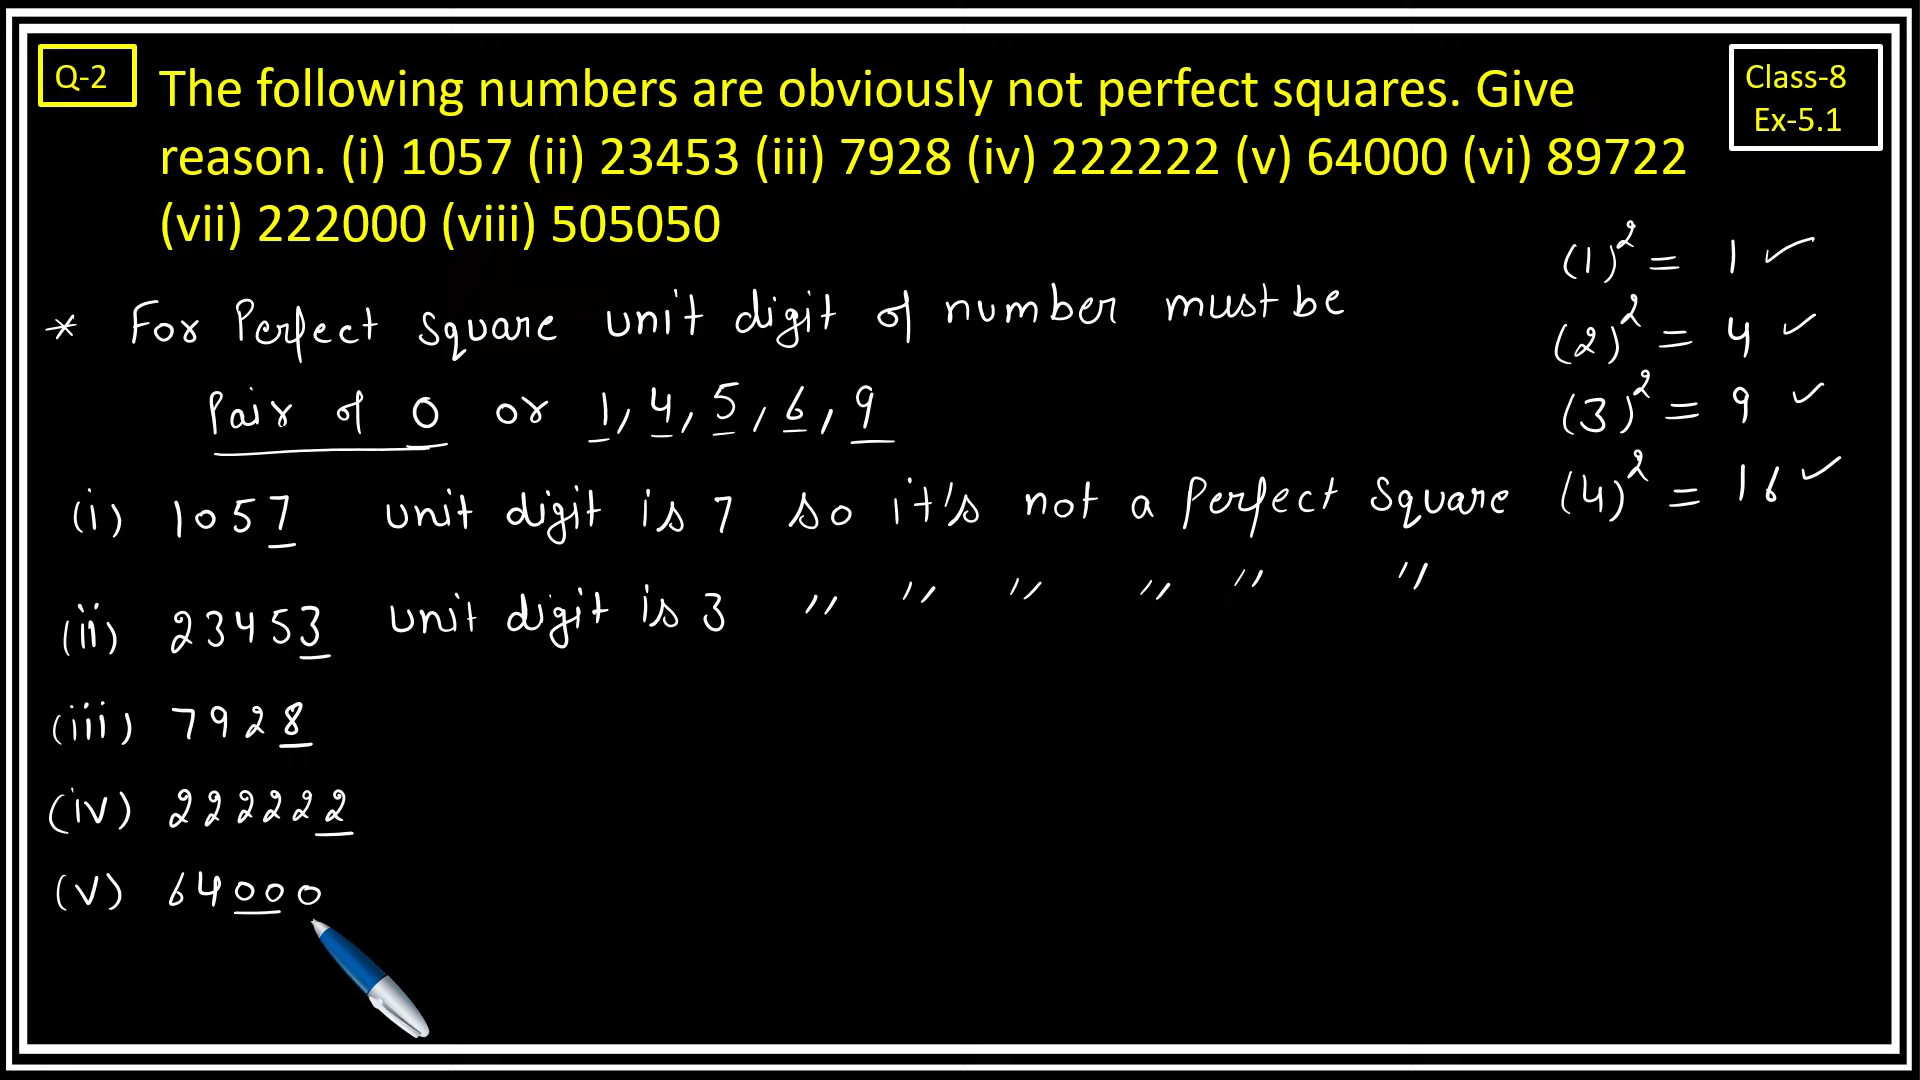 Q-2
The following numbers are obviously not perfect squares. Give
reason. (i) 1057 (ii) 23453 (iii) 7928 (iv) 222222 (v) 64000 (vi) 89722
(vii) 222000 (viii) 505050
Class-8
Ex-5.1
* For Perfect square unit digit of number must be
Pair of 0 or 1, 4, 5, 6, 9
(i) 1057 unit digit is 7 so it's not a Perfect Square
(ii) 23453 unit digit is 3 " " " " " "
(iii) 7928
(iv) 222222
(v) 64000
(1)² = 1 ✓
(2)² = 4 ✓
(3)² = 9 ✓
(4)² = 16 ✓